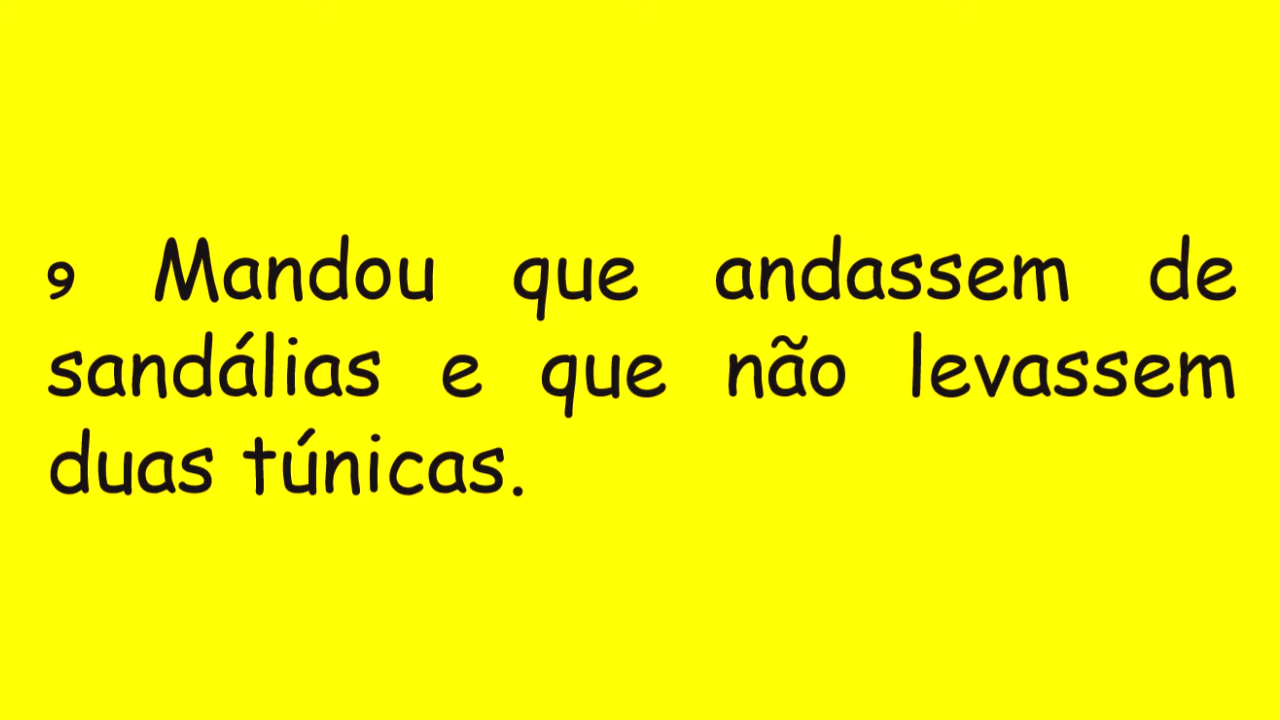 9 Mandou que andassem de
sandálias e que não levassem
duas túnicas.